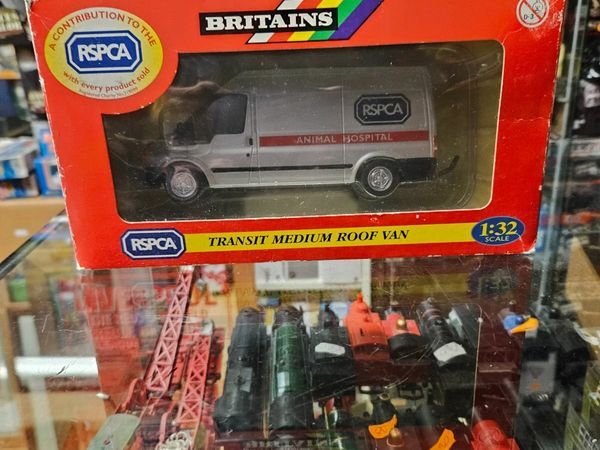 A CONTRIBUTION TO THE
RSPCA
with every product sold
BRITAINS
RSPCA
ANIMAL HOSPITAL
RSPCA
TRANSIT MEDIUM ROOF VAN
1:32
SCALE